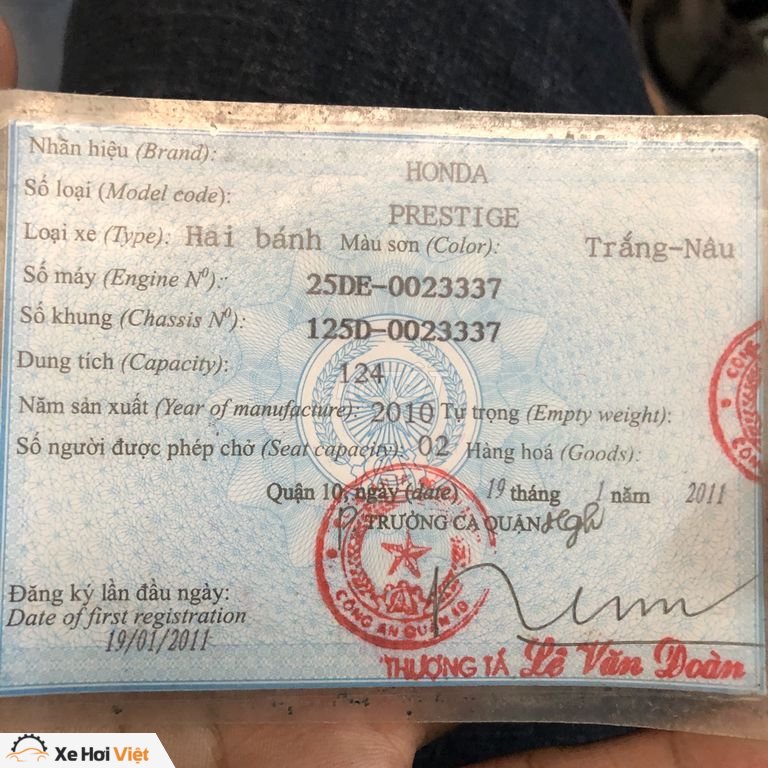 Nhãn hiệu (Brand): HONDA
Số loại (Model code): PRESTIGE
Loại xe (Type): Hai bánh Màu sơn (Color): Trắng-Nâu
Số máy (Engine Nº): 25DE-0023337
Số khung (Chassis Nº): 125D-0023337
Dung tích (Capacity): 124
Năm sản xuất (Year of manufacture): 2010 Tự trọng (Empty weight):
Số người được phép chở (Seat capacity): 02 Hàng hoá (Goods):
Quận 10, ngày (date) 19 tháng 1 năm 2011
TRƯỞNG CA QUẬN
CÔNG AN QUẬN 10
Đăng ký lần đầu ngày:
Date of first registration
19/01/2011
THƯỢNG TÁ Lê Văn Đoàn
Xe Hơi Việt